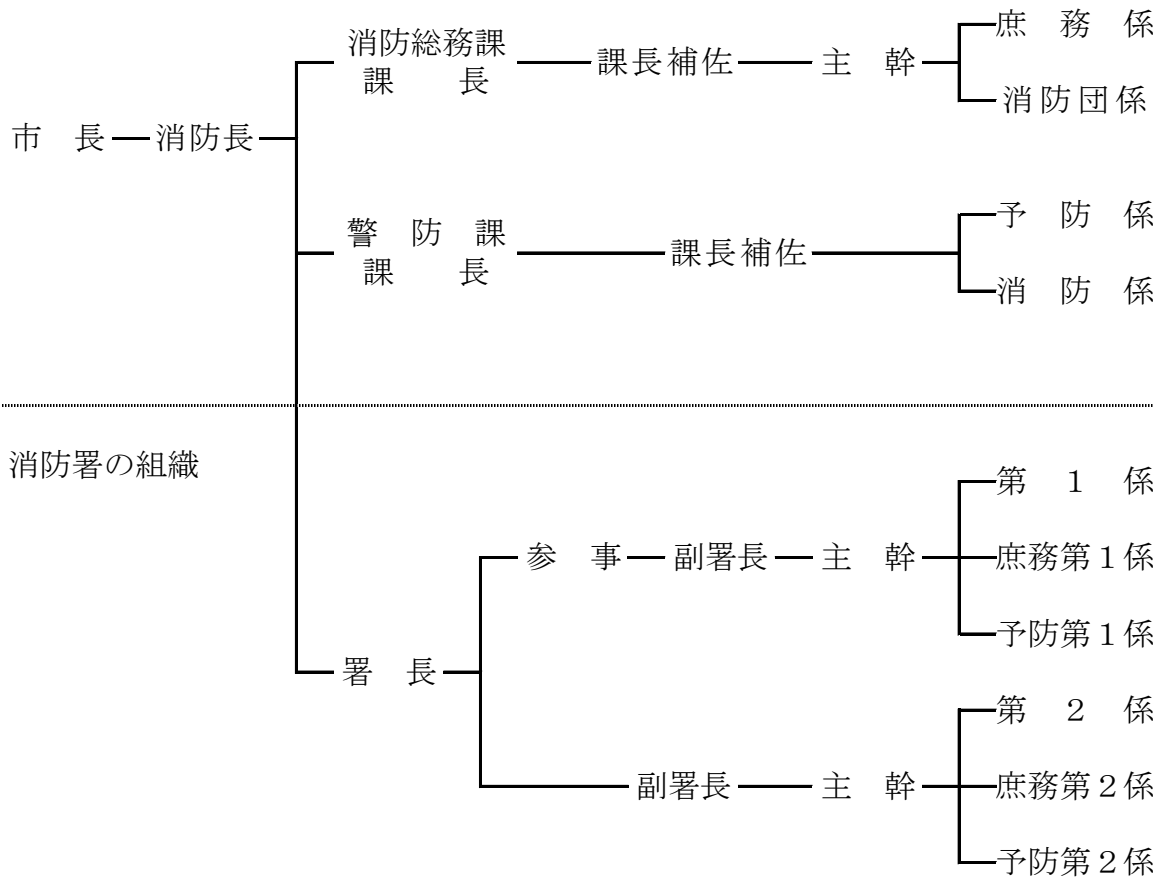 庶務係
消防総務課
課長
課長補佐
主幹
消防団係
市長
消防長
予防係
警防課
課長
課長補佐
消防係
消防署の組織
第1係
参事
副署長
主幹
庶務第1係
予防第1係
署長
第2係
副署長
主幹
庶務第2係
予防第2係